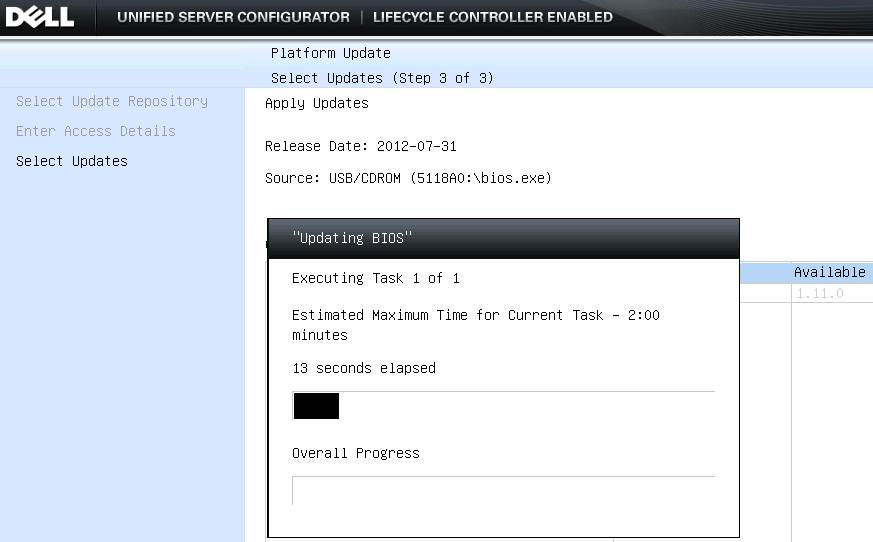 DELL
UNIFIED SERVER CONFIGURATOR | LIFECYCLE CONTROLLER ENABLED
Platform Update
Select Updates (Step 3 of 3)
Select Update Repository
Enter Access Details
Select Updates
Apply Updates
Release Date: 2012-07-31
Source: USB/CDROM (5118A0:\bios.exe)
"Updating BIOS"
Executing Task 1 of 1
Estimated Maximum Time for Current Task - 2:00
minutes
13 seconds elapsed
Overall Progress
Available
1.11.0